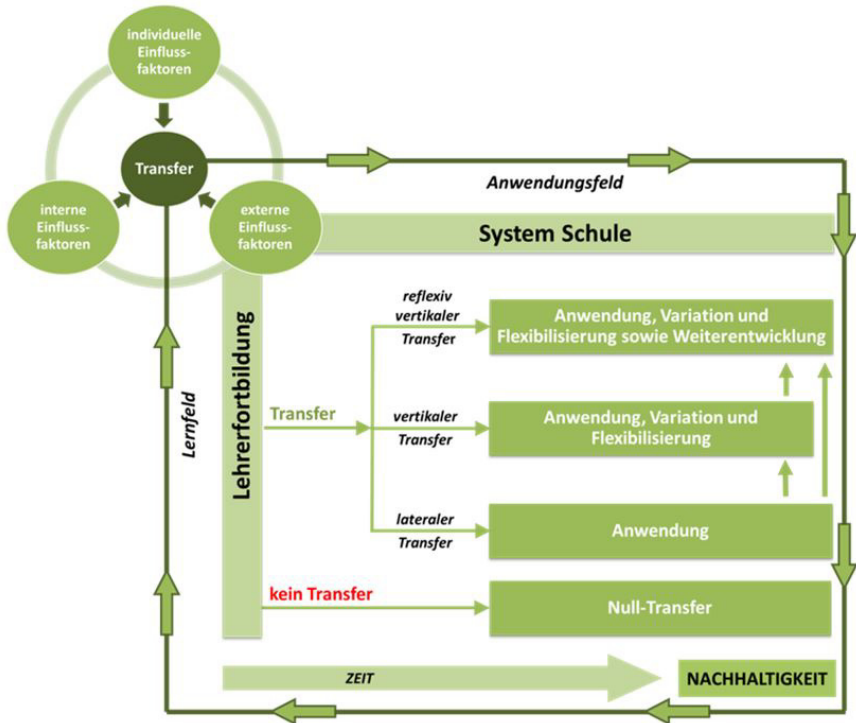 individuelle
Einfluss-
faktoren
Transfer
interne
Einfluss-
faktoren
externe
Einfluss-
faktoren
Anwendungsfeld
System Schule
Lernfeld
Lehrerfortbildung
Transfer
reflexiv
vertikaler
Transfer
Anwendung, Variation und
Flexibilisierung sowie Weiterentwicklung
vertikaler
Transfer
Anwendung, Variation und
Flexibilisierung
lateraler
Transfer
Anwendung
kein Transfer
Null-Transfer
ZEIT
NACHHALTIGKEIT